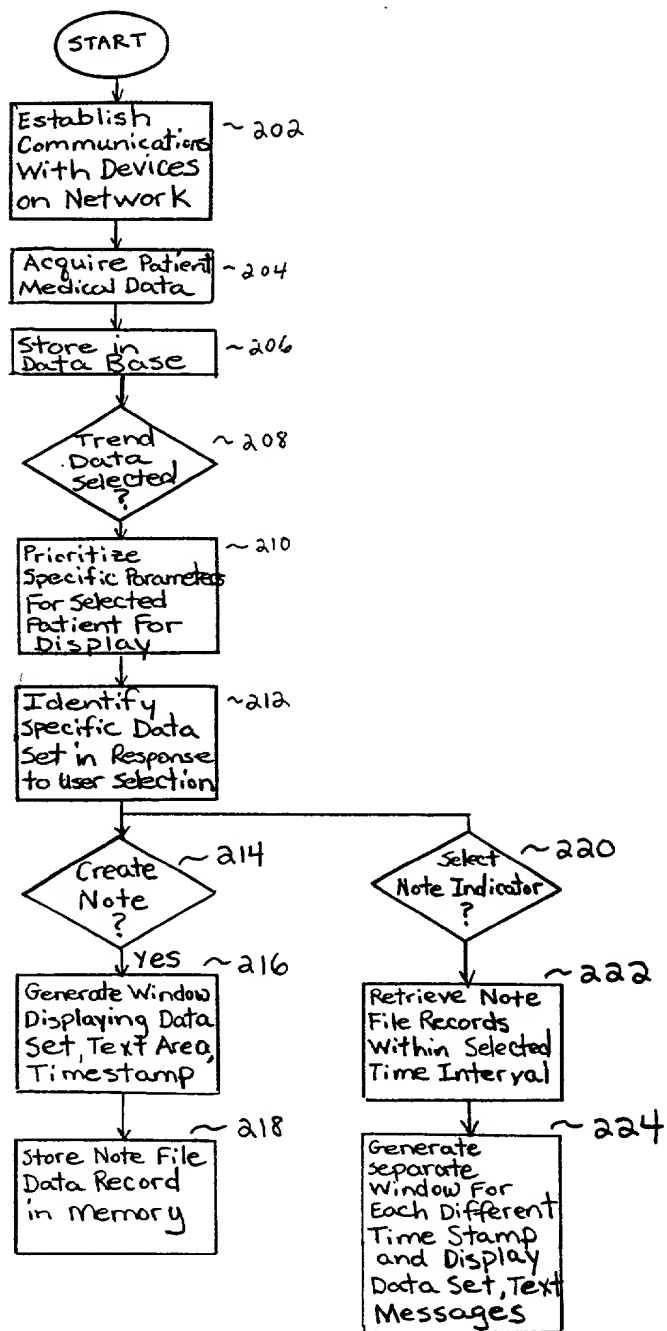 START
Establish
Communications
With Devices
on Network
~202
Acquire Patient
Medical Data
~204
Store in
Data Base
~206
Trend
Data
Selected
?
~208
Prioritize
Specific Parameters
For Selected
Patient For
Display
~210
Identify
Specific Data
Set in Response
to User Selection
~212
Create
Note
?
~214
yes
Generate Window
Displaying Data
Set, Text Area,
Timestamp
~216
Store Note File
Data Record
in Memory
~218
Select
Note Indicator
?
~220
Retrieve Note
File Records
Within Selected
Time Interval
~222
Generate
separate
Window For
Each Different
Time Stamp
and Display
Data Set, Text
Messages
~224